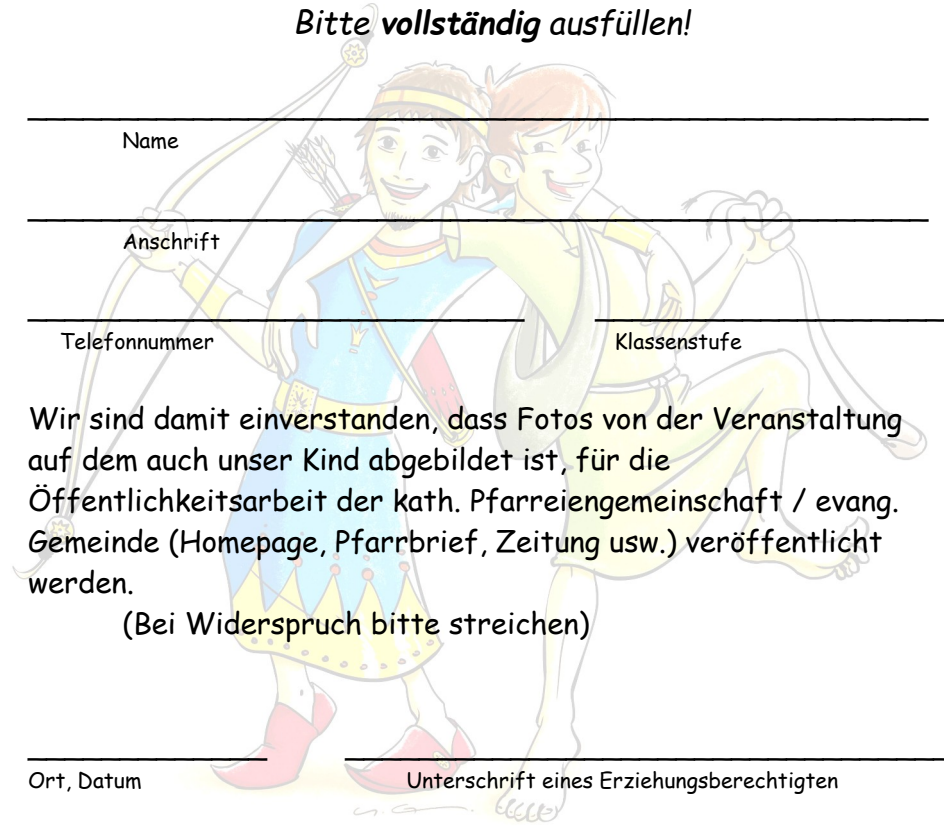 Bitte vollständig ausfüllen!
Name
Anschrift
Telefonnummer Klassenstufe
Wir sind damit einverstanden, dass Fotos von der Veranstaltung
auf dem auch unser Kind abgebildet ist, für die
Öffentlichkeitsarbeit der kath. Pfarreiengemeinschaft / evang.
Gemeinde (Homepage, Pfarrbrief, Zeitung usw.) veröffentlicht
werden.
(Bei Widerspruch bitte streichen)
Ort, Datum Unterschrift eines Erziehungsberechtigten